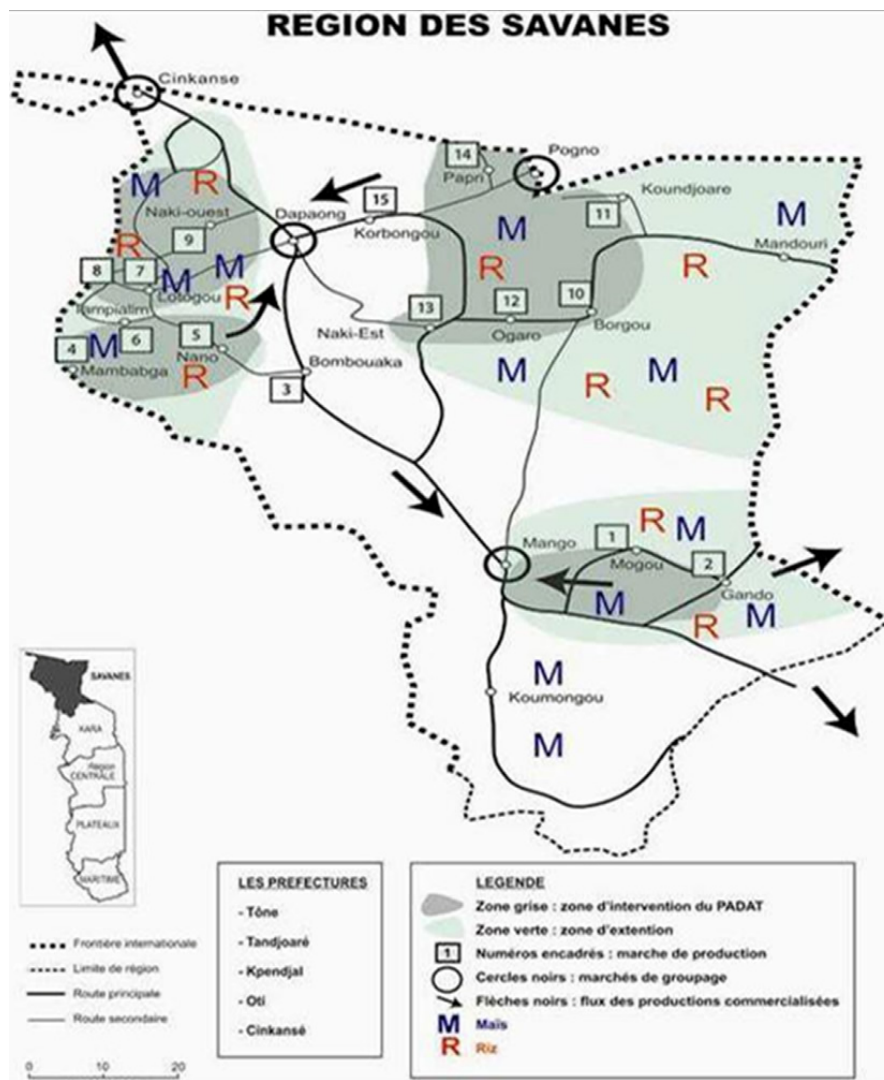 REGION DES SAVANES
Cinkanse
14
Pogno
Papri
M
R
15
Koundjoare
Naki-ouest
Dapaong
11
M
R
9
Korbongou
M
Mandouri
8
7
M
M
R
R
Lotogou
R
10
Tampialim
13
12
Borgou
Naki-Est
Ogaro
6
5
4
M
Nano
Bombouaka
Mambabga
R
3
M
R
M
R
R
M
Mango
1
Mogou
2
Gando
M
R
M
M
Koumongou
M
SAVANES
KARA
Région
CENTRALE
PLATEAUX
MARITIME
Frontière internationale
Limite de région
Route principale
Route secondaire
0 10 20
LES PREFECTURES
- Tône
- Tandjoaré
- Kpendjal
- Oti
- Cinkansé
LEGENDE
Zone grise : zone d'intervention du PADAT
Zone verte : zone d'extention
1 Numéros encadrés : marche de production
Cercles noirs : marchés de groupage
Flèches noirs : flux des productions commercialisées
M Maïs
R Riz